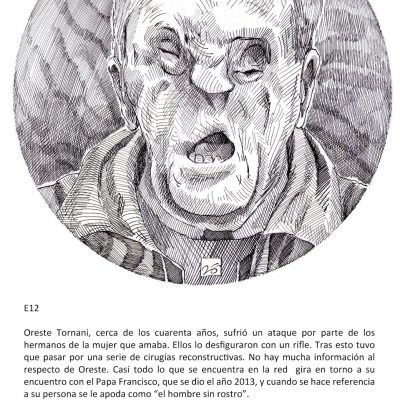 25
E12
Oreste Tornani, cerca de los cuarenta años, sufrió un ataque por parte de los
hermanos de la mujer que amaba. Ellos lo desfiguraron con un rifle. Tras esto tuvo
que pasar por una serie de cirugías reconstructivas. No hay mucha información al
respecto de Oreste. Casi todo lo que se encuentra en la red gira en torno a su
encuentro con el Papa Francisco, que se dio el año 2013, y cuando se hace referencia
a su persona se le apoda como “el hombre sin rostro”.